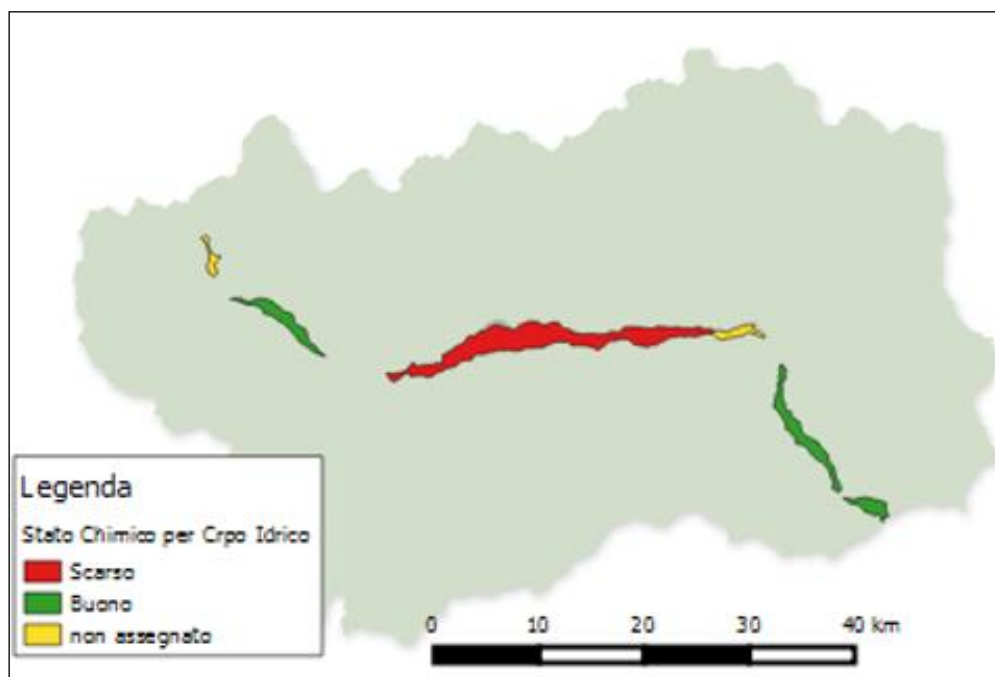 Legenda
Stato Chimico per Crpo Idrico
Scarso
Buono
non assegnato
0 10 20 30 40 km